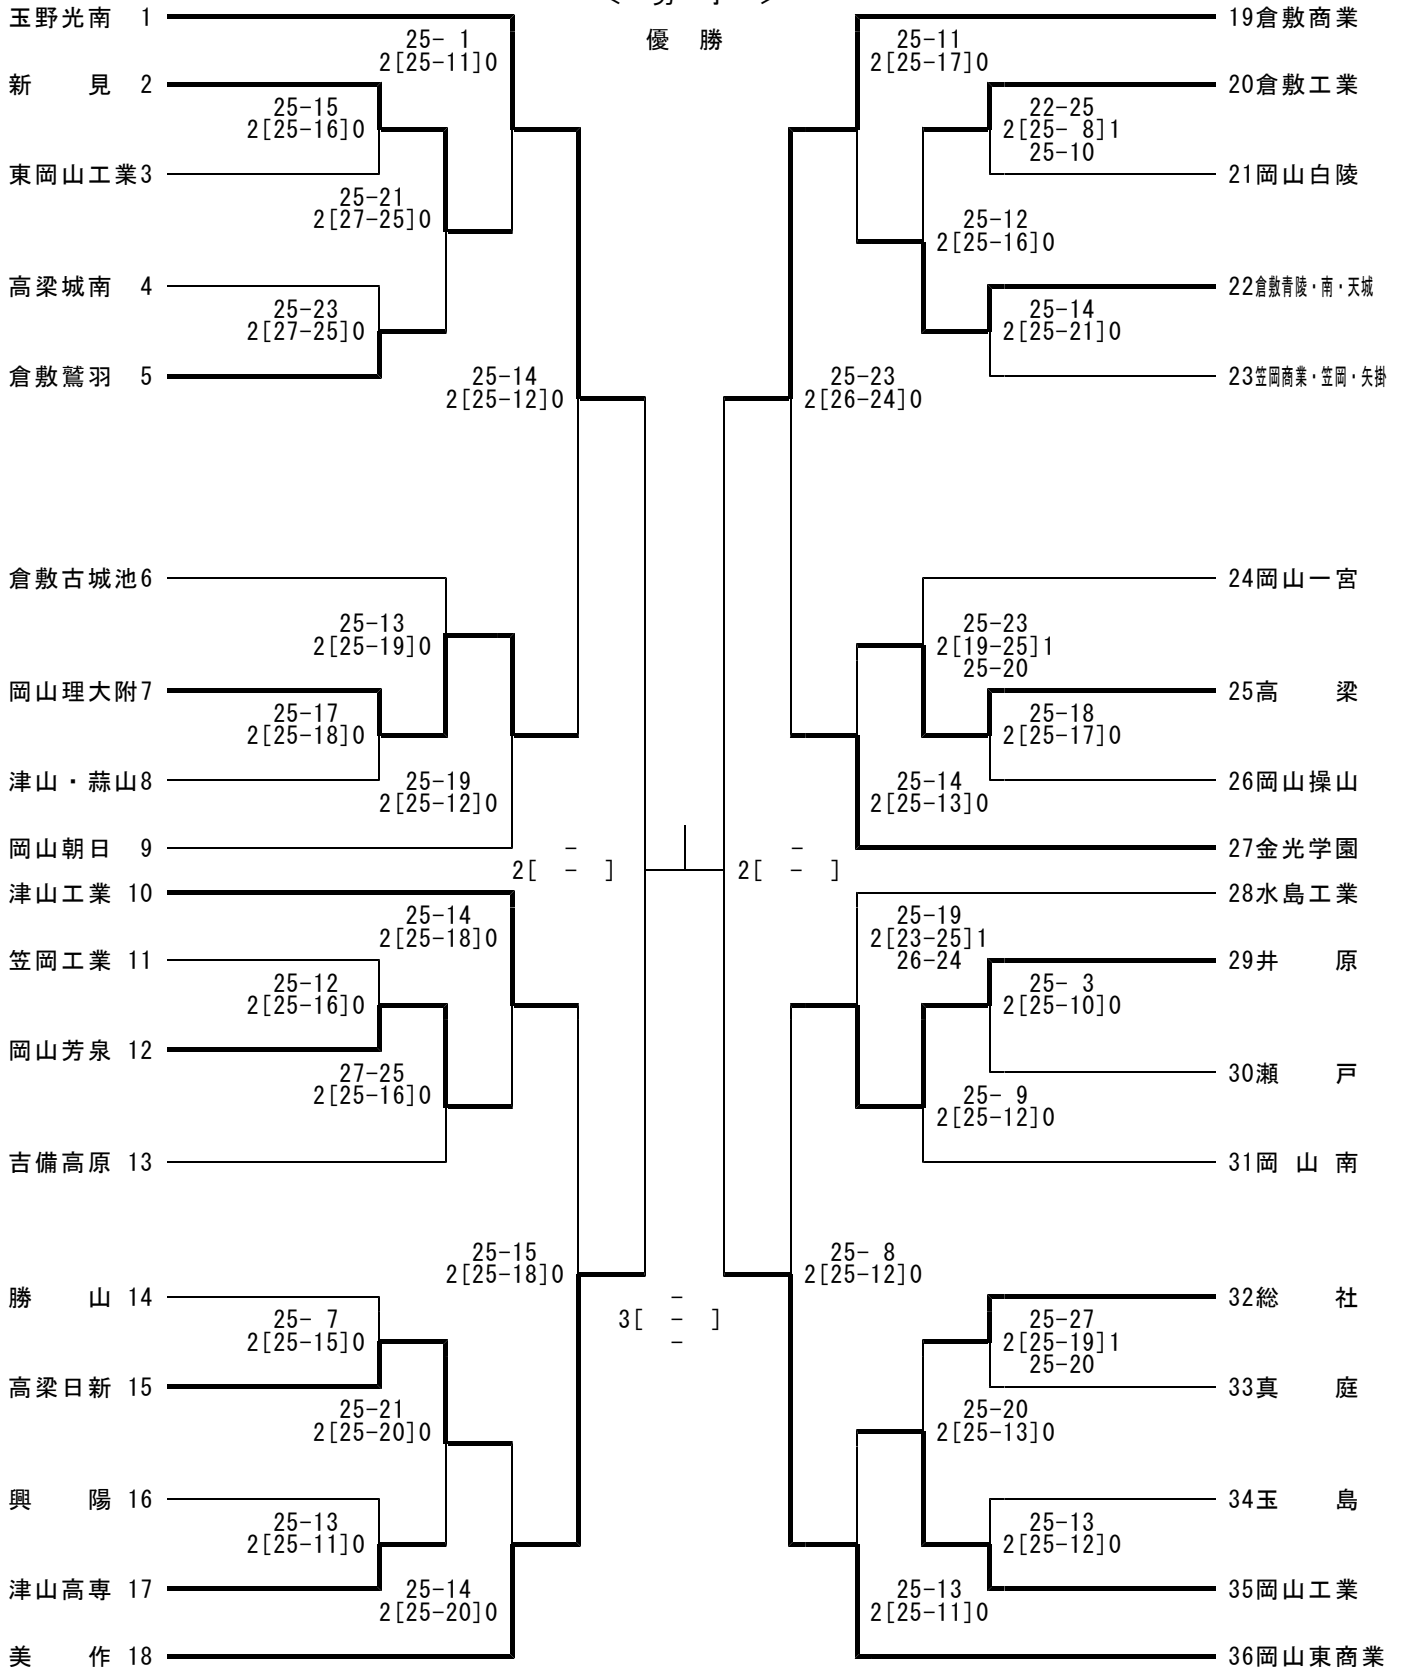 優 勝
玉野光南 1
25- 1
2[25-11]0
新 見 2
25-15
2[25-16]0
東岡山工業3
25-21
2[27-25]0
高梁城南 4
25-23
2[27-25]0
倉敷鷲羽 5
25-14
2[25-12]0
倉敷古城池6
25-13
2[25-19]0
岡山理大附7
25-17
2[25-18]0
津山・蒜山8
25-19
2[25-12]0
岡山朝日 9
-
2[ - ]
津山工業 10
25-14
2[25-18]0
笠岡工業 11
25-12
2[25-16]0
岡山芳泉 12
27-25
2[25-16]0
吉備高原 13
25-15
2[25-18]0
勝 山 14
25- 7
2[25-15]0
高梁日新 15
25-21
2[25-20]0
興 陽 16
25-13
2[25-11]0
津山高専 17
25-14
2[25-20]0
美 作 18
-
3[ - ]
-
19倉敷商業
25-11
2[25-17]0
20倉敷工業
22-25
2[25- 8]1
25-10
21岡山白陵
25-12
2[25-16]0
22倉敷青陵・南・天城
25-14
2[25-21]0
23笠岡商業・笠岡・矢掛
25-23
2[26-24]0
24岡山一宮
25-23
2[19-25]1
25-20
25高 梁
25-18
2[25-17]0
26岡山操山
25-14
2[25-13]0
27金光学園
-
2[ - ]
28水島工業
25-19
2[23-25]1
26-24
29井 原
25- 3
2[25-10]0
30瀬 戸
25- 9
2[25-12]0
31岡 山 南
25- 8
2[25-12]0
32総 社
25-27
2[25-19]1
25-20
33真 庭
25-20
2[25-13]0
34玉 島
25-13
2[25-12]0
35岡山工業
25-13
2[25-11]0
36岡山東商業